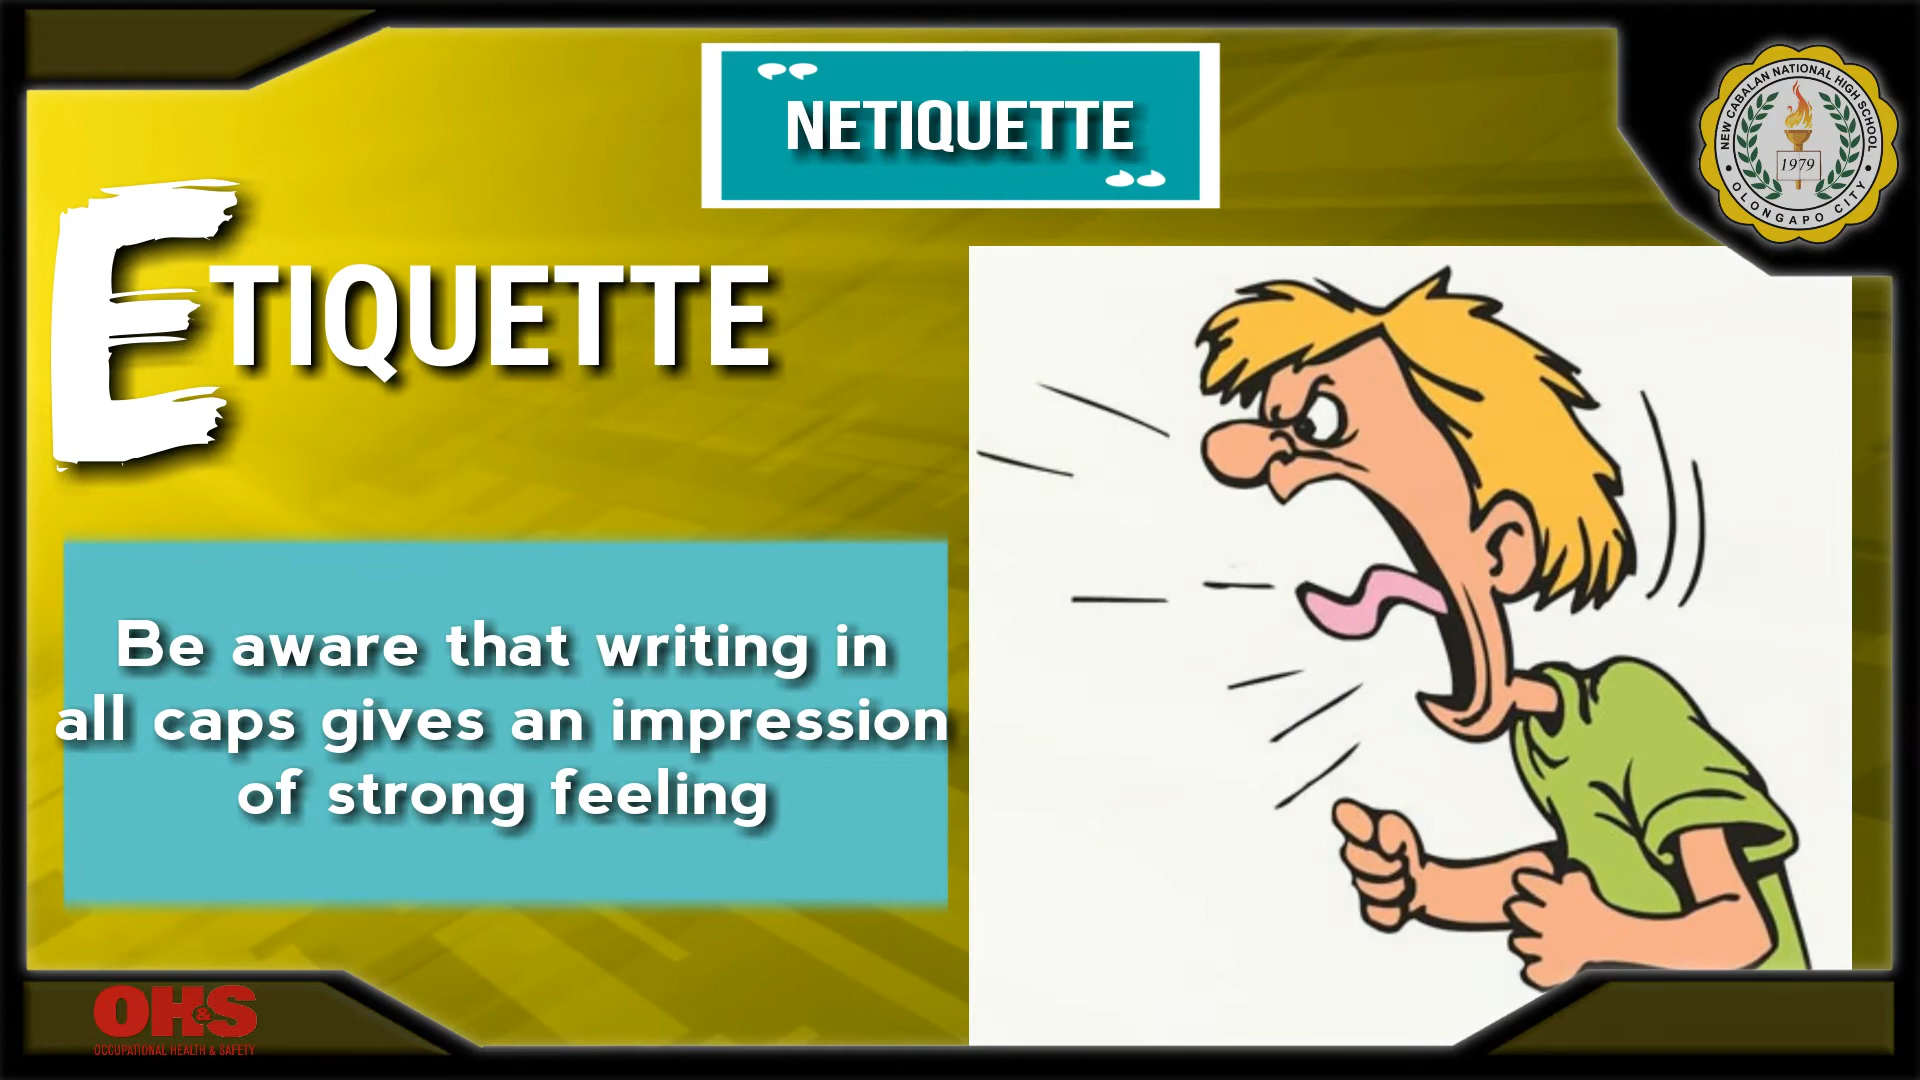 NETIQUETTE
NEW CABALAN NATIONAL HIGH SCHOOL
1979
OLONGAPO CITY
ETIQUETTE
Be aware that writing in
all caps gives an impression
of strong feeling
OH&S
OCCUPATIONAL HEALTH & SAFETY